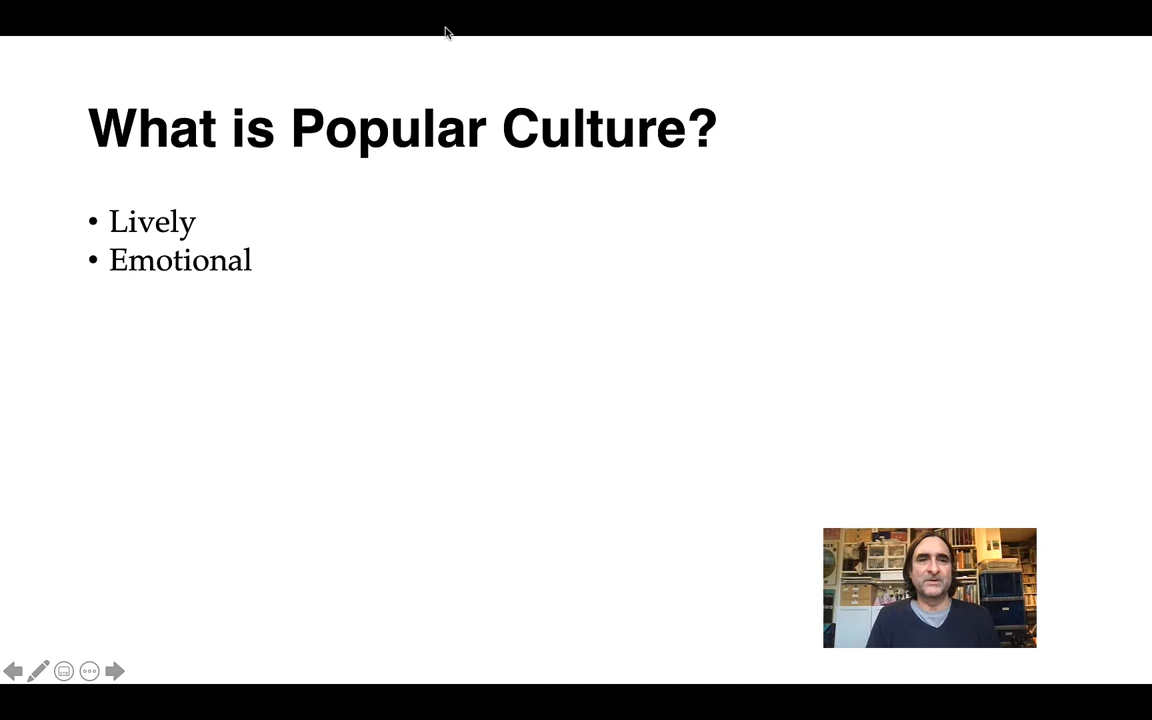 What is Popular Culture?
• Lively
• Emotional